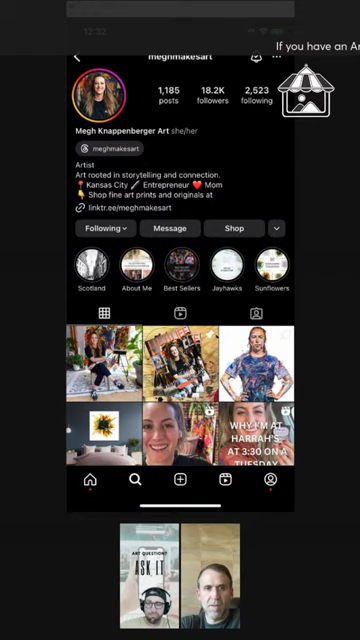 12:12
If you have an Ar
meghmakesart
1,185 18.2K 2,523
posts followers following
Megh Knappenberger Art she/her
meghmakesart
Artist
Art rooted in storytelling and connection.
📍Kansas City 🖌 Entrepreneur ❤️ Mom
👇 Shop fine art prints and originals at
linktr.ee/meghmakesart
Following Message Shop
Scotland About Me Best Sellers Jayhawks Sunflowers
WHY I'M AT
HARRAH'S
AT 3:30 ON A
TUESDAY
ART QUESTION?
ASK IT